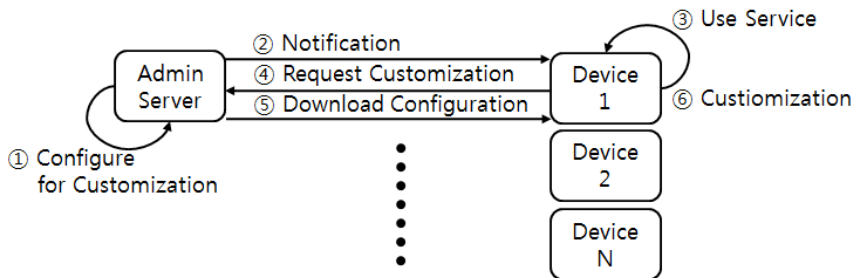 ② Notification
③ Use Service
Admin
Server
④ Request Customization
Device
1
⑤ Download Configuration
⑥ Custiomization
① Configure
for Customization
Device
2
Device
N